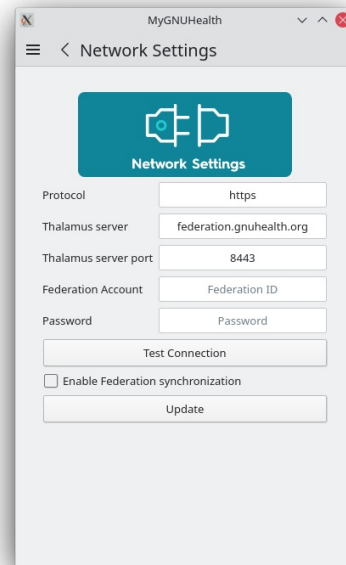 MyGNUHealth
Network Settings
Network Settings
Protocol https
Thalamus server federation.gnuhealth.org
Thalamus server port 8443
Federation Account Federation ID
Password Password
Test Connection
Enable Federation synchronization
Update